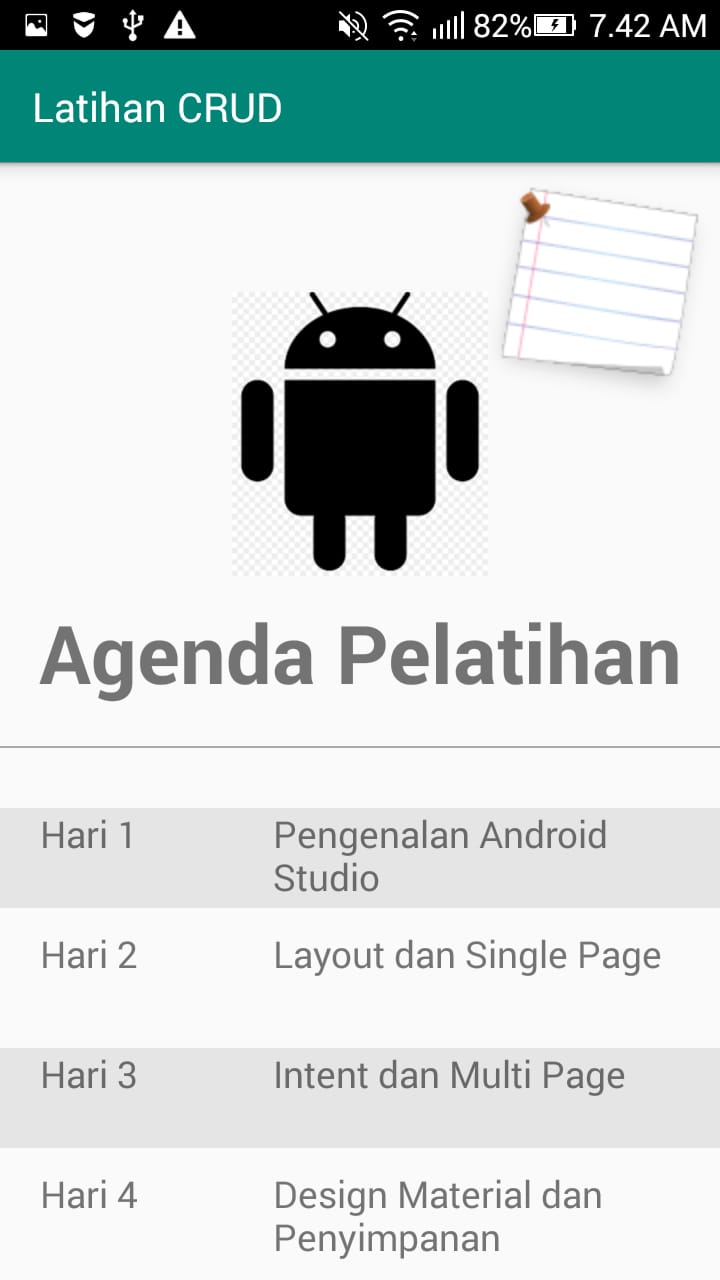 82% 7.42 AM
Latihan CRUD
Agenda Pelatihan
Hari 1 Pengenalan Android
Studio
Hari 2 Layout dan Single Page
Hari 3 Intent dan Multi Page
Hari 4 Design Material dan
Penyimpanan